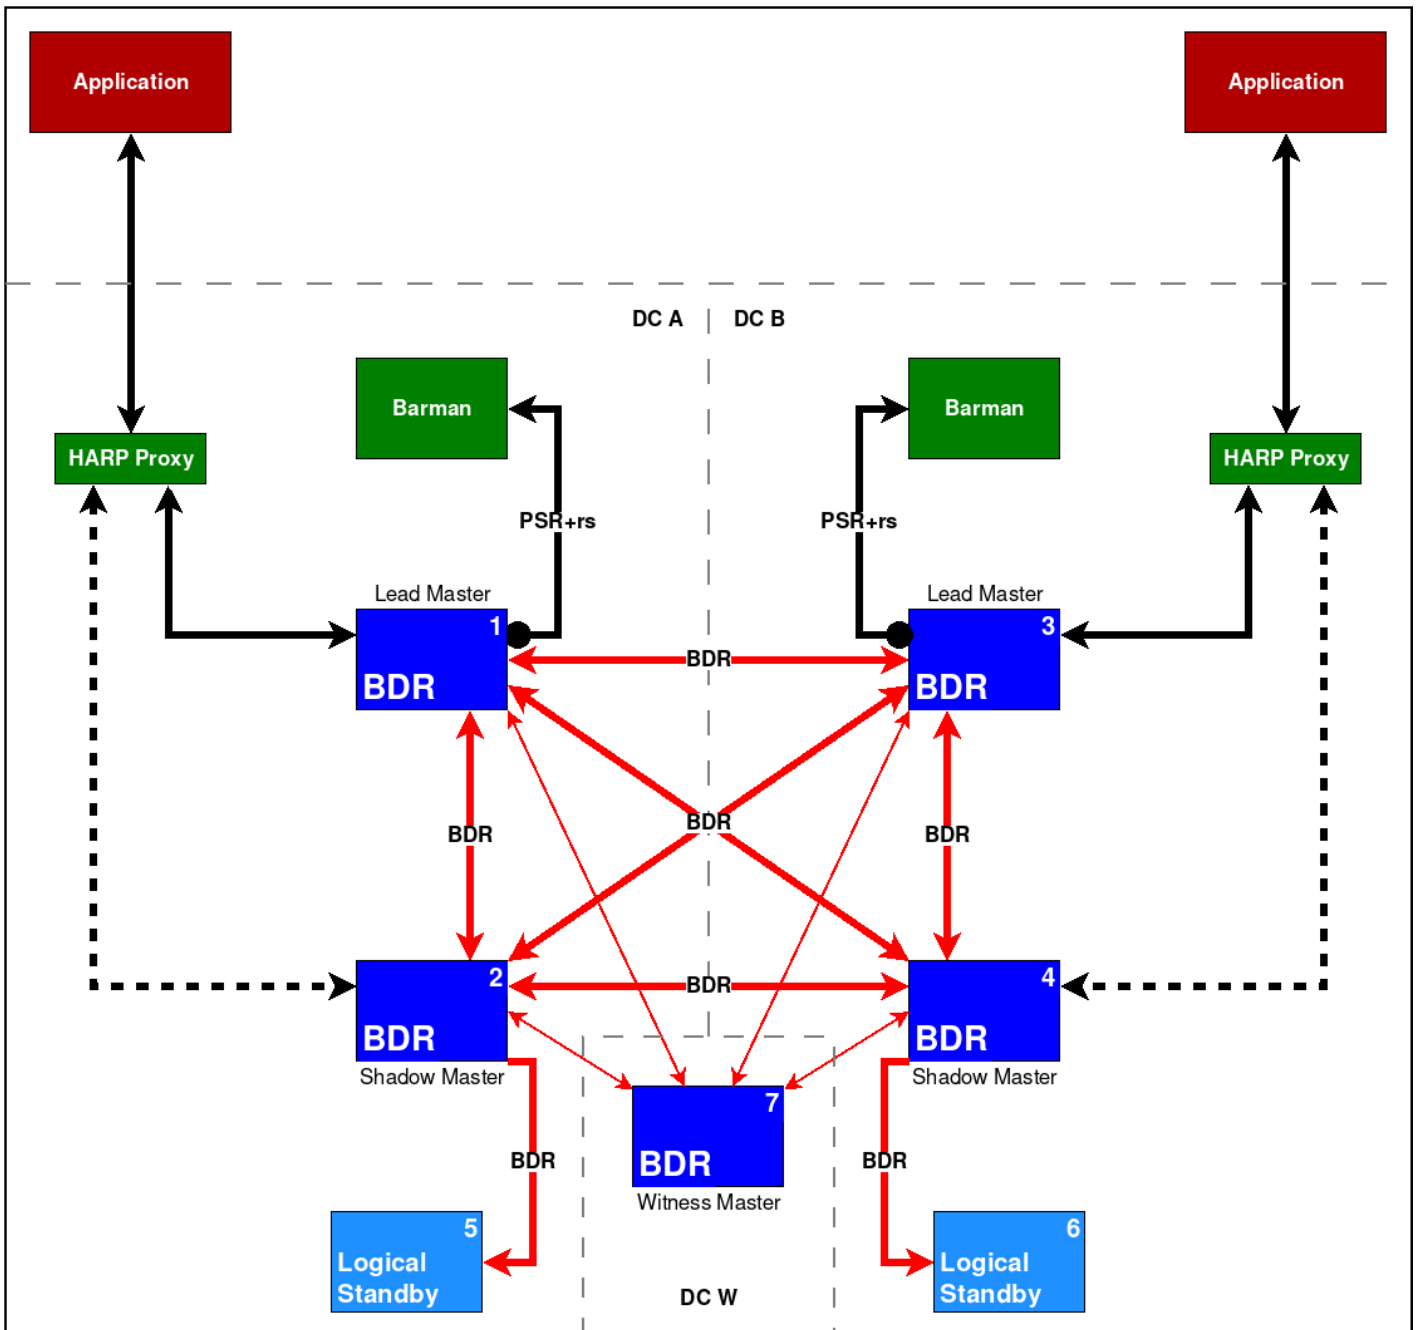 Application
Application
DC A
DC B
Barman
Barman
HARP Proxy
HARP Proxy
PSR+rs
PSR+rs
Lead Master
Lead Master
1
BDR
BDR
3
BDR
BDR
BDR
BDR
2
BDR
BDR
4
BDR
Shadow Master
Shadow Master
7
BDR
Witness Master
BDR
BDR
5
Logical
Standby
6
Logical
Standby
DC W